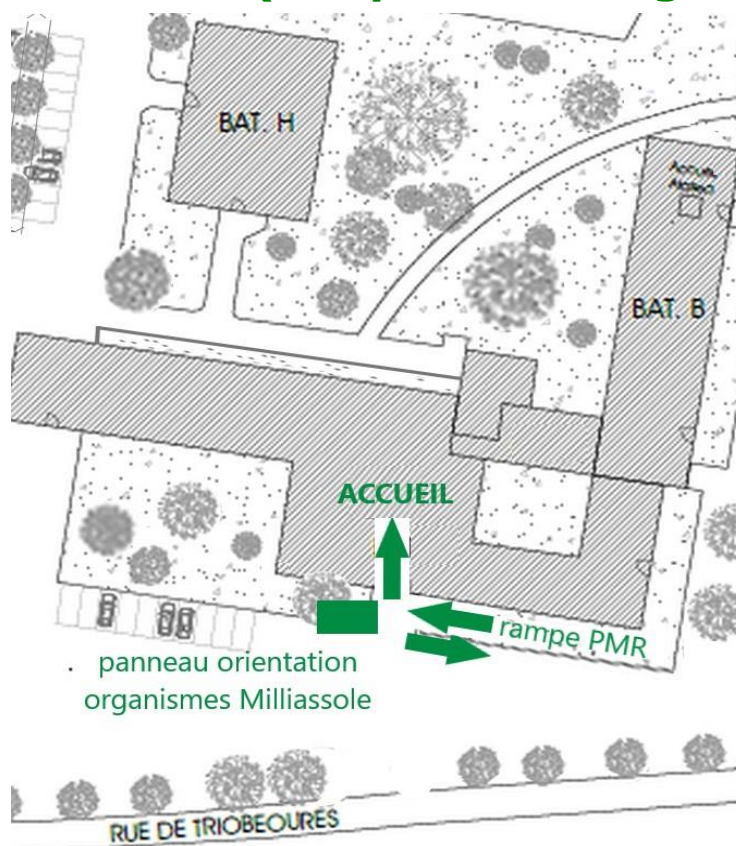 BAT. H
BAT. B
ACCUEIL
rampe PMR
panneau orientation
organismes Milliassole
RUE DE TRIOBEOURES